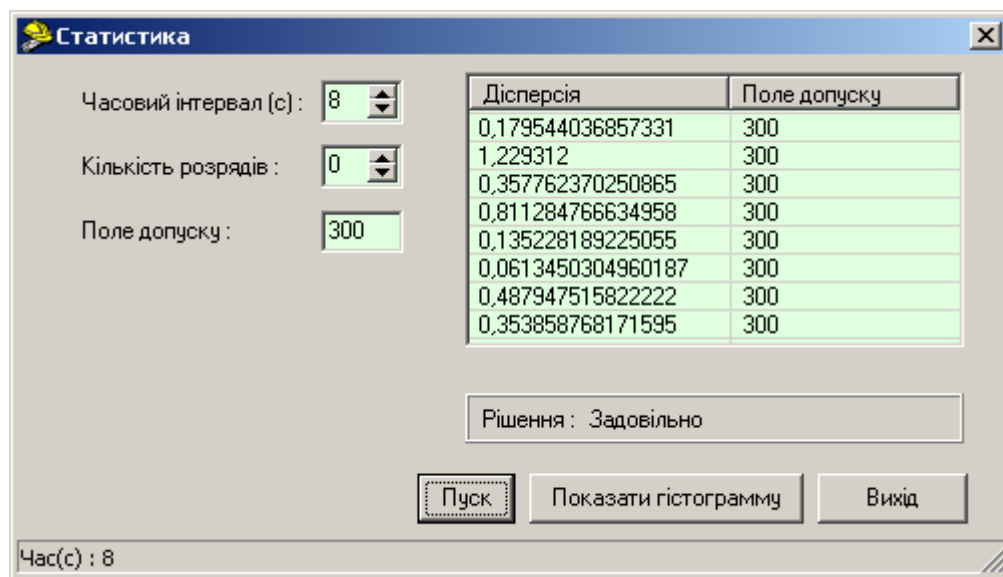 Статистика
Часовий інтервал (с) : 8
Кількість розрядів : 0
Поле допуску : 300
Дісперсія Поле допуску
0,179544036857331 300
1,229312 300
0,357762370250865 300
0,811284766634958 300
0,135228189225055 300
0,0613450304960187 300
0,487947515822222 300
0,353858768171595 300
Рішення : Задовільно
Пуск Показати гістограмму Вихід
Час(с) : 8